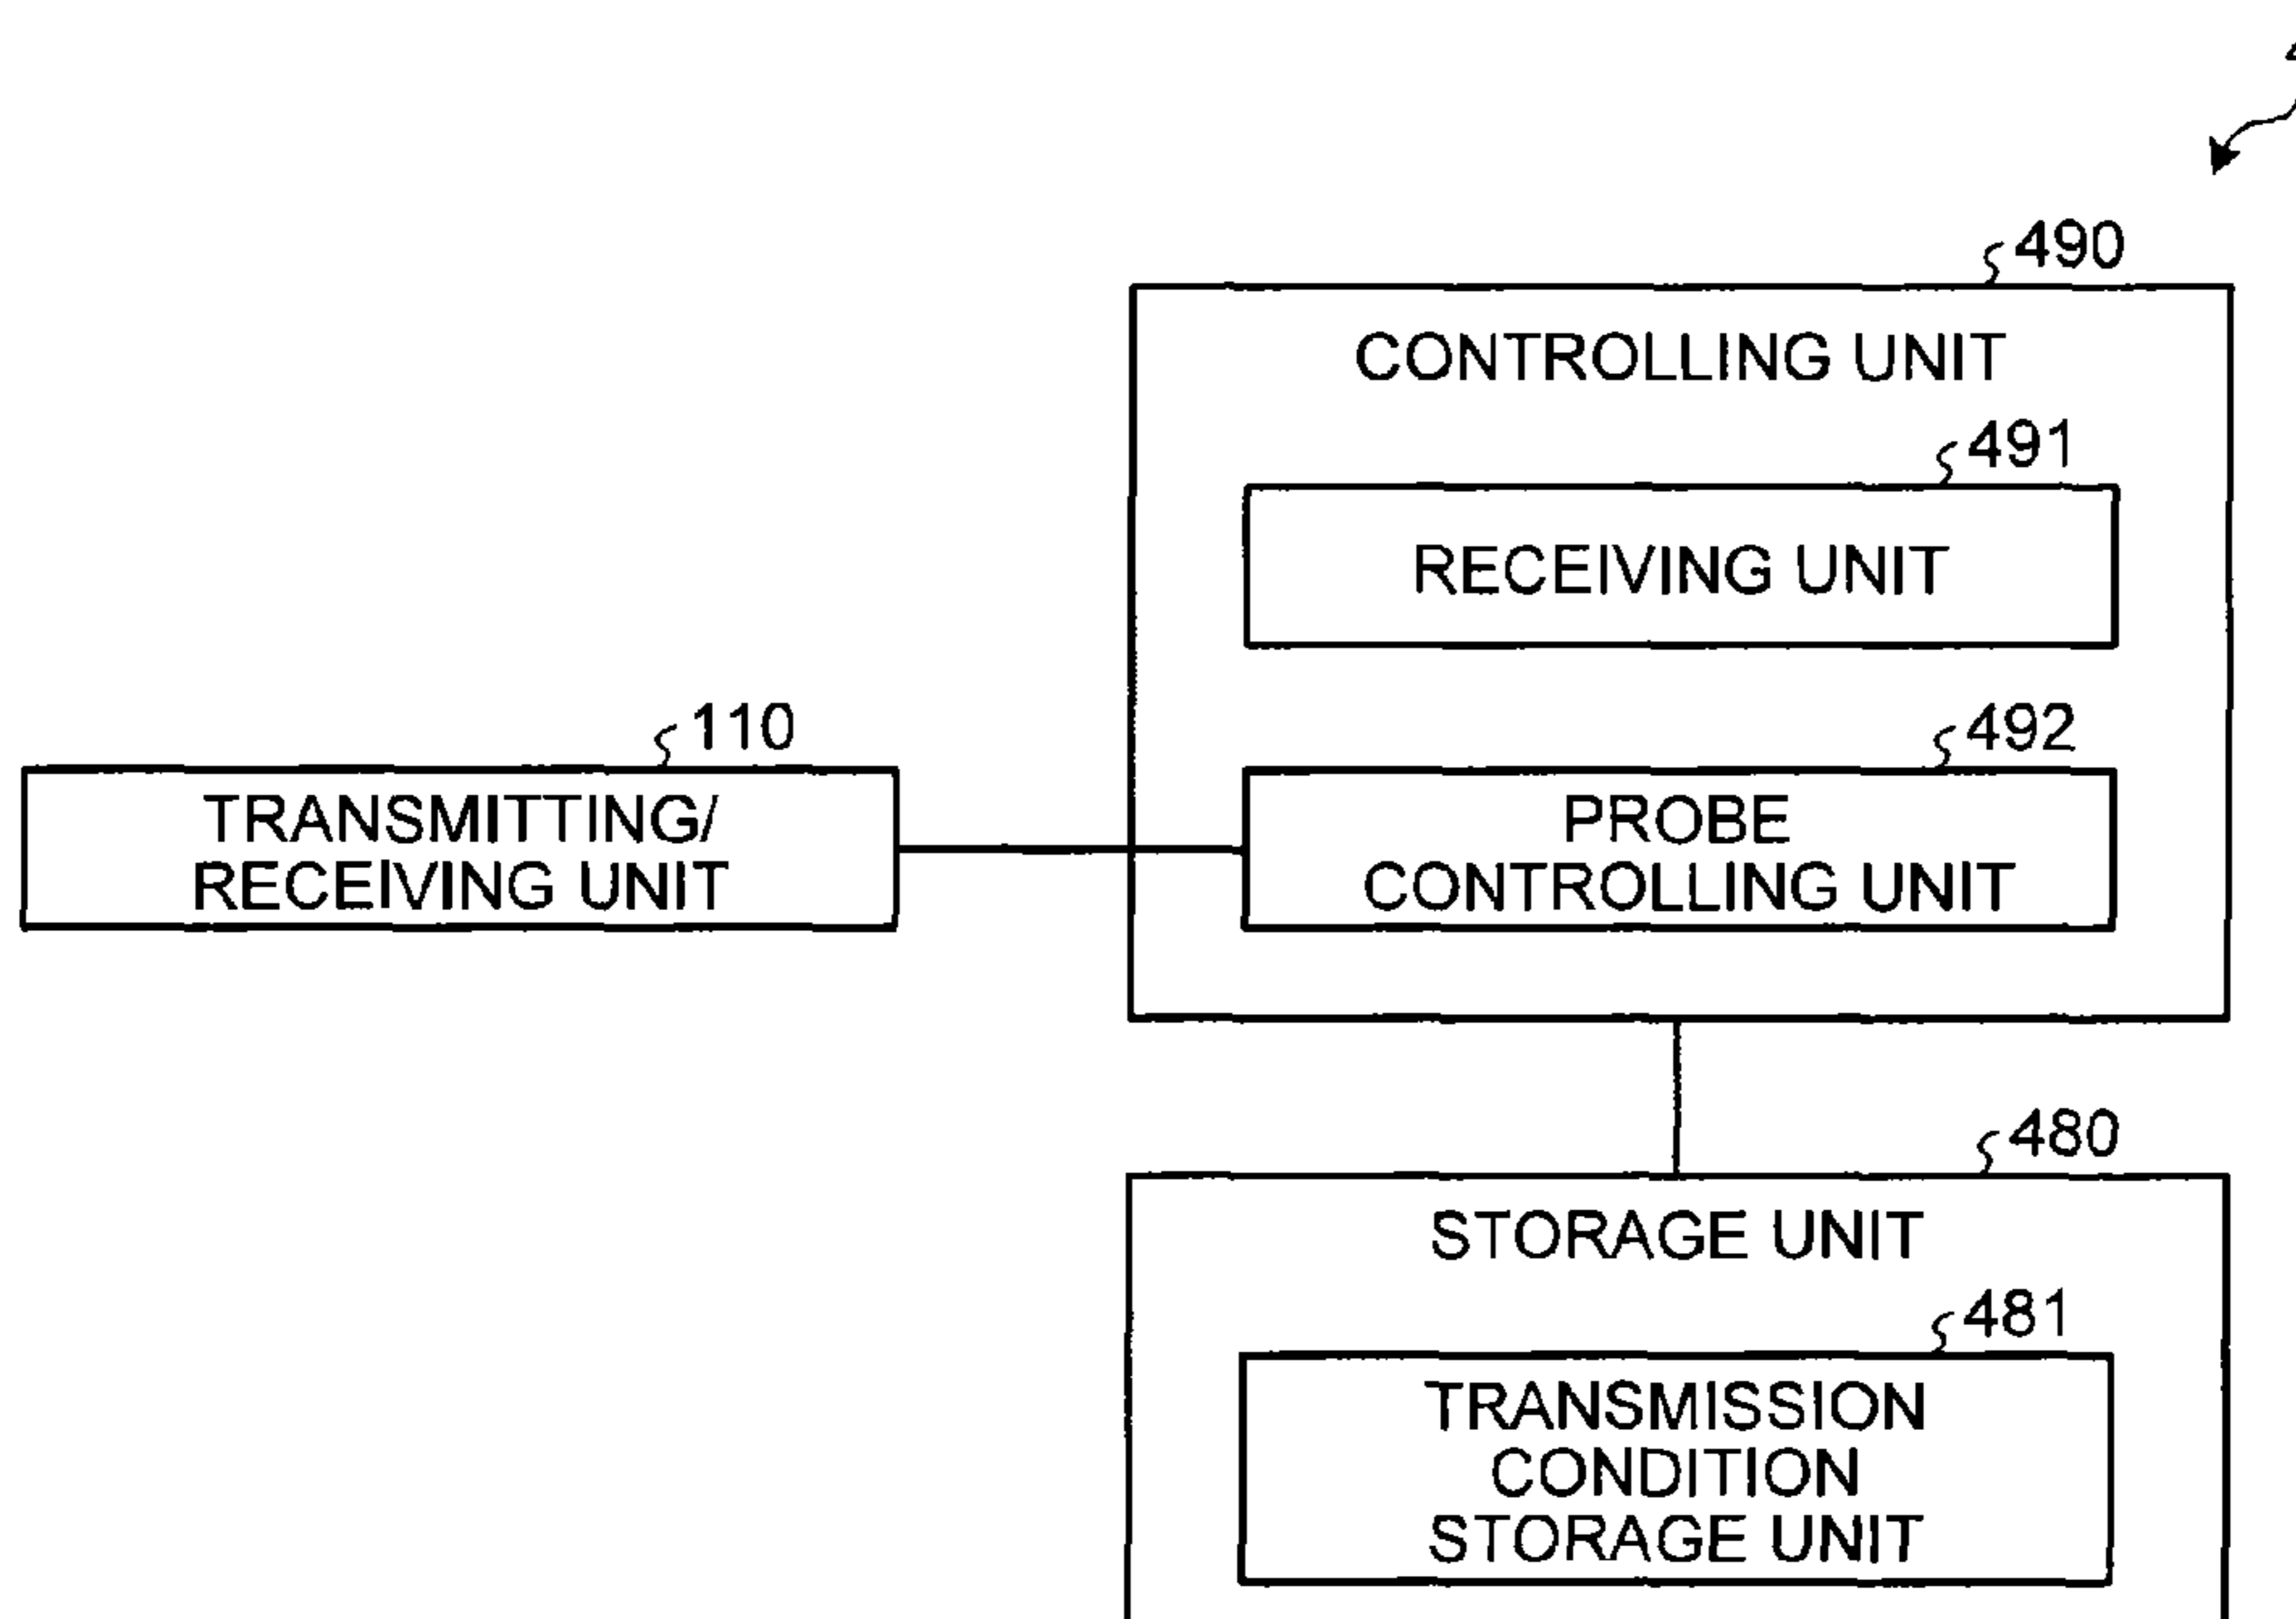 490
CONTROLLING UNIT
491
RECEIVING UNIT
110
TRANSMITTING/
RECEIVING UNIT
492
PROBE
CONTROLLING UNIT
480
STORAGE UNIT
481
TRANSMISSION
CONDITION
STORAGE UNIT